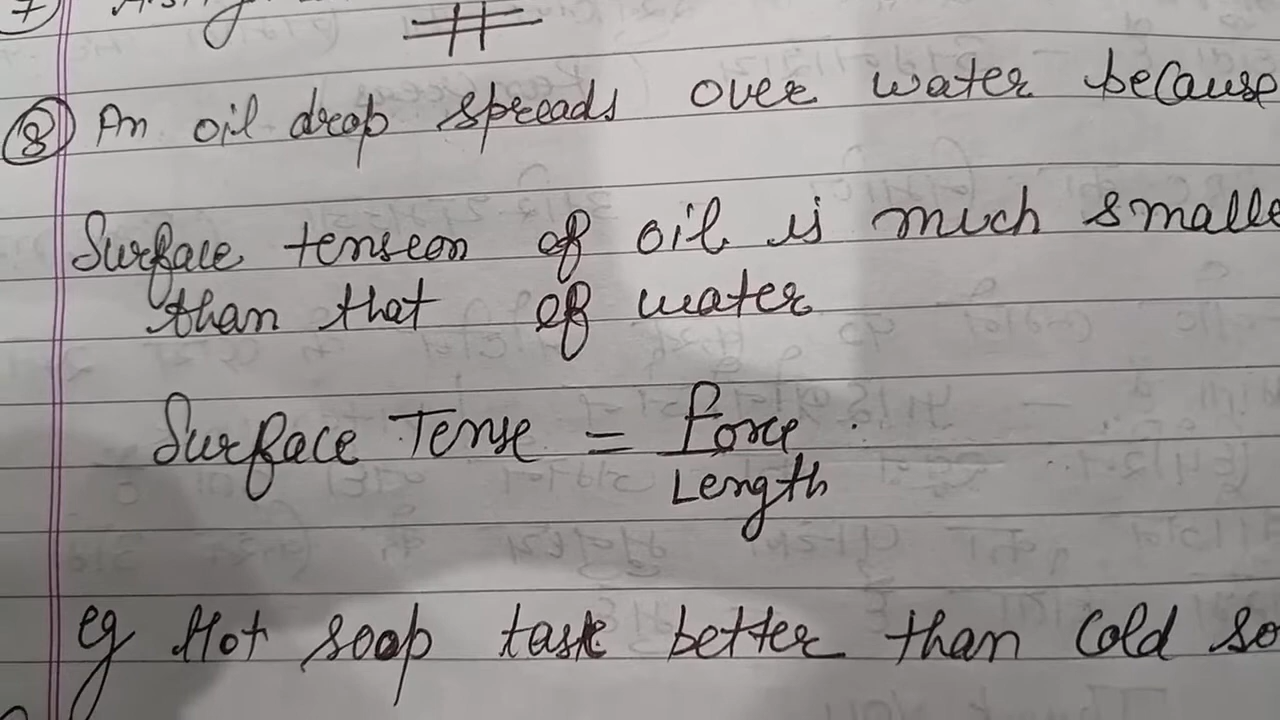 8 An oil drop spreads over water because
Surface tension of oil is much smalle
than that of water
Surface Tense = Force
Length
eg Hot soop taste better than Cold so